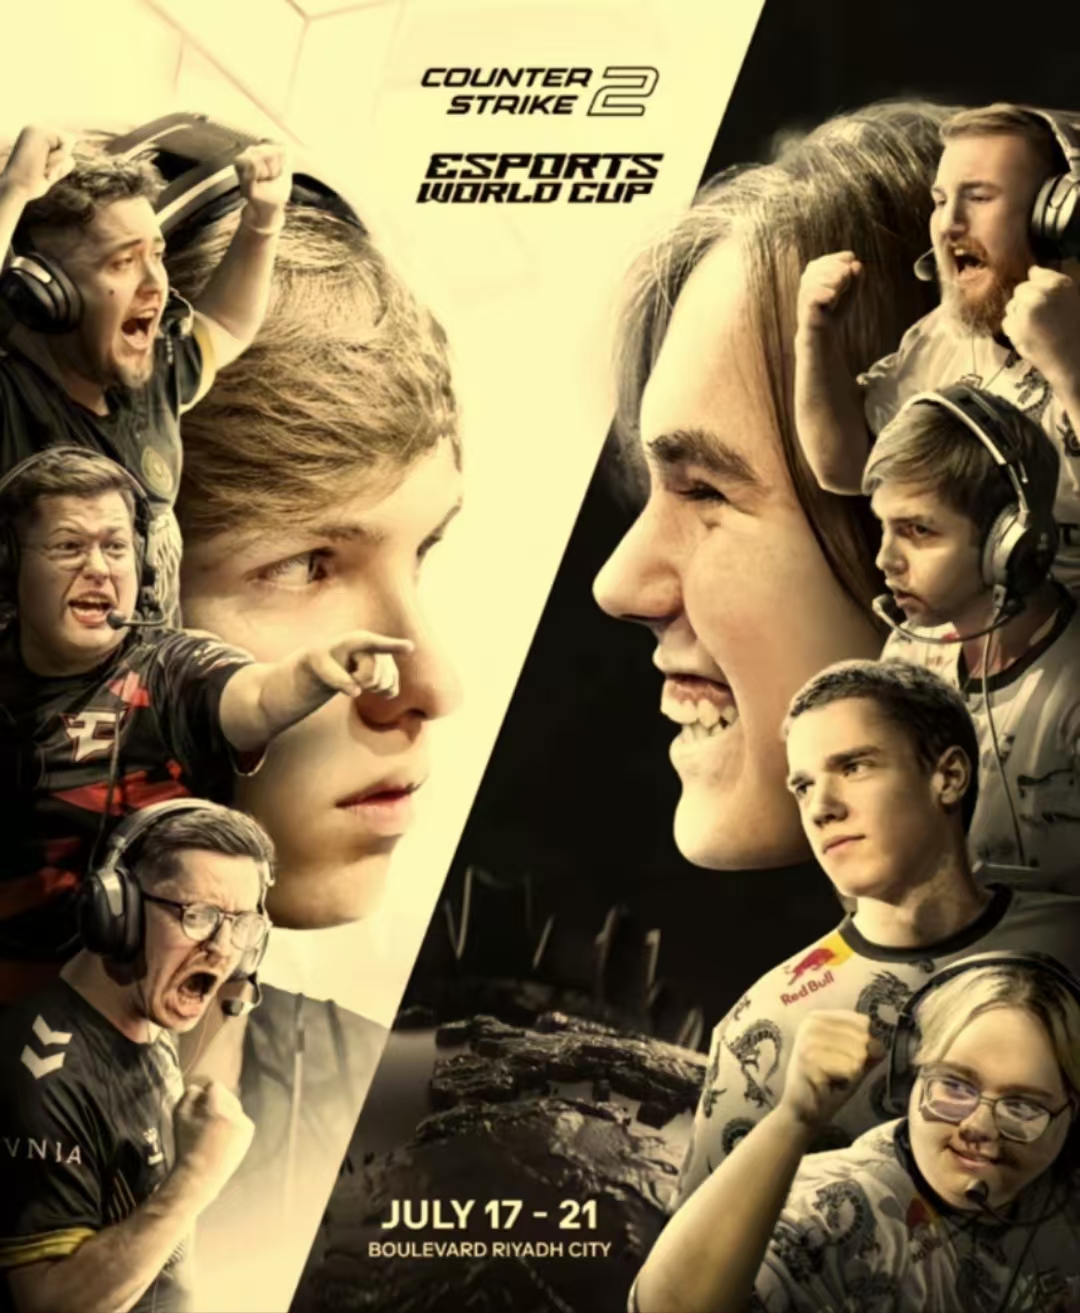 COUNTER
STRIKE 2
ESPORTS
WORLD CUP
Red Bull
VNIA
JULY 17 - 21
BOULEVARD RIYADH CITY